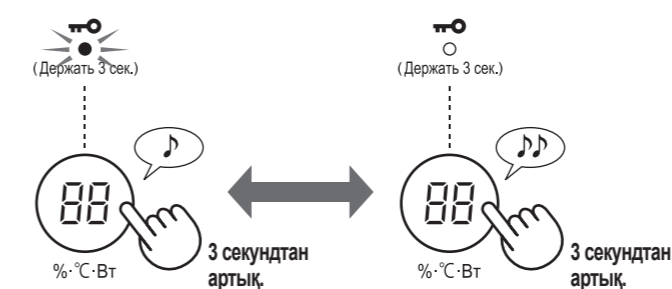 (Держать 3 сек.)
88
3 секундтан
артық.
%·℃·Вт
(Держать 3 сек.)
88
3 секундтан
артық.
%·℃·Вт